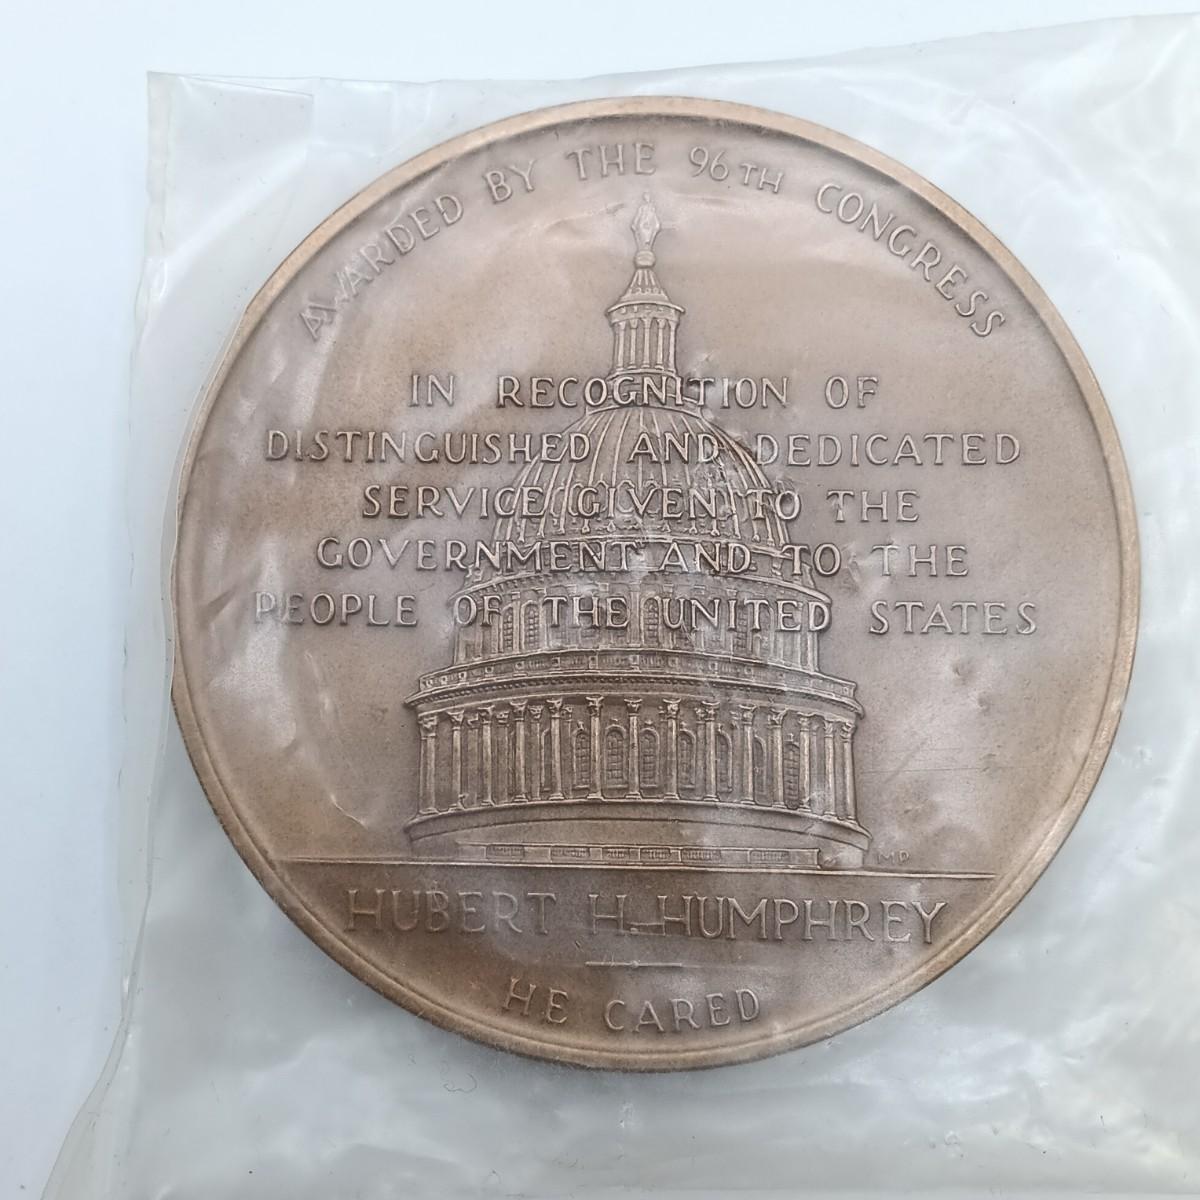 AWARDED BY THE 96TH CONGRESS
IN RECOGNITION OF
DISTINGUISHED AND DEDICATED
SERVICE GIVEN TO THE
GOVERNMENT AND TO THE
PEOPLE OF THE UNITED STATES
MP
HUBERT H. HUMPHREY
HE CARED